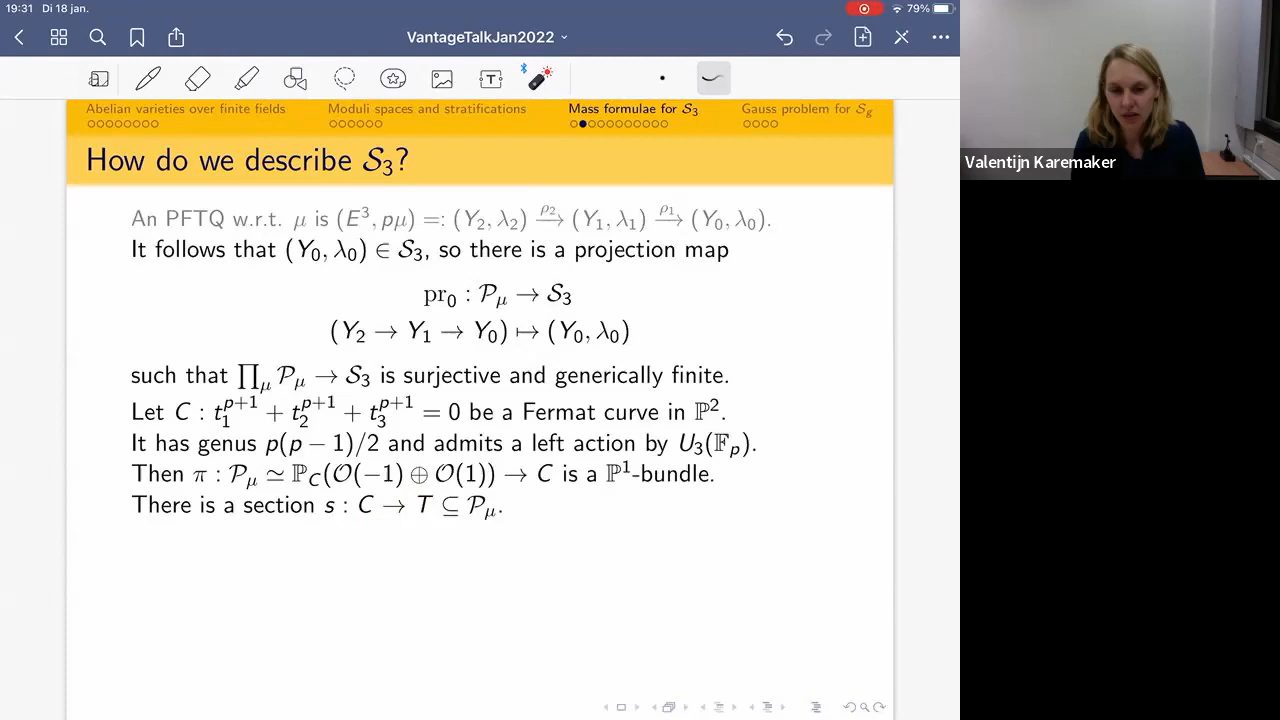 19:31 Di 18 jan.
79%
VantageTalkJan2022
Abelian varieties over finite fields
Moduli spaces and stratifications
Mass formulae for 𝒮₃
Gauss problem for 𝒮_g
How do we describe 𝒮₃?
An PFTQ w.r.t. μ is (E³, pμ) =: (Y₂, λ₂) →^{ρ₂} (Y₁, λ₁) →^{ρ₁} (Y₀, λ₀).
It follows that (Y₀, λ₀) ∈ 𝒮₃, so there is a projection map
pr₀ : 𝒫_μ → 𝒮₃
(Y₂ → Y₁ → Y₀) ↦ (Y₀, λ₀)
such that ∏_μ 𝒫_μ → 𝒮₃ is surjective and generically finite.
Let C : t₁^{p+1} + t₂^{p+1} + t₃^{p+1} = 0 be a Fermat curve in ℙ².
It has genus p(p − 1)/2 and admits a left action by U₃(𝔽_p).
Then π : 𝒫_μ ≃ ℙ_C(𝒪(−1) ⊕ 𝒪(1)) → C is a ℙ¹-bundle.
There is a section s : C → T ⊆ 𝒫_μ.
Valentijn Karemaker